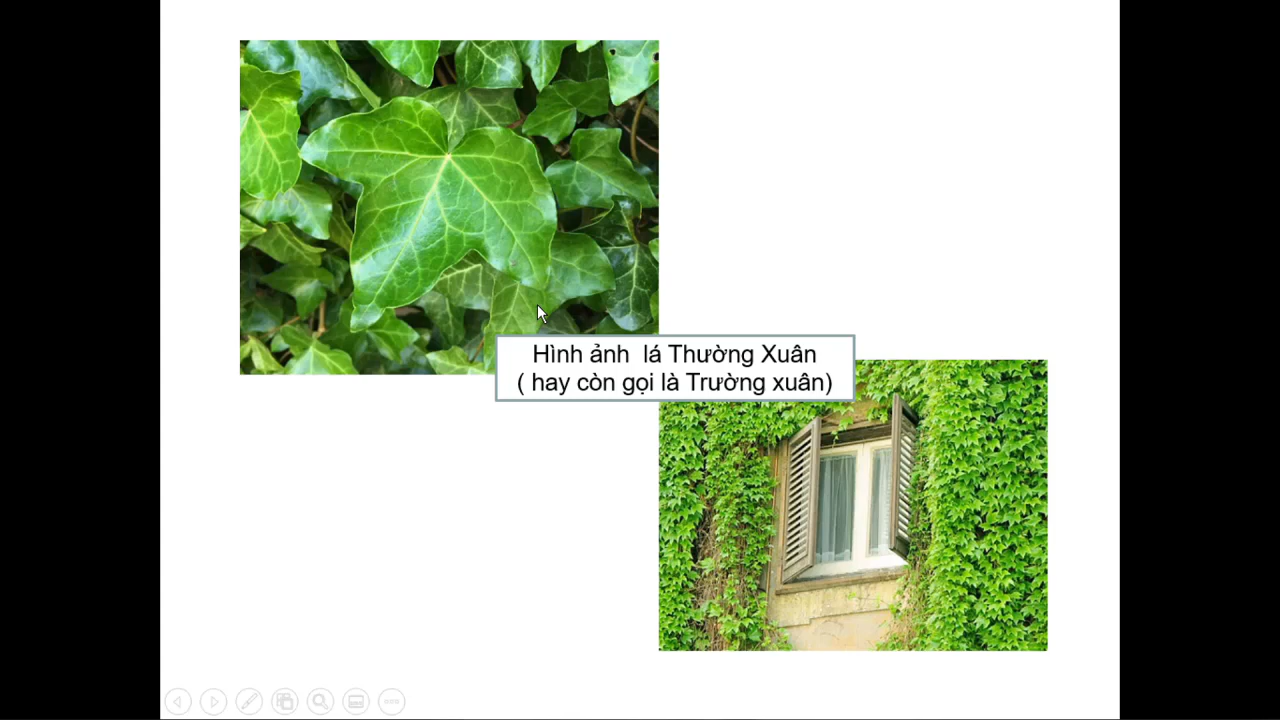 Hình ảnh  lá Thường Xuân
( hay còn gọi là Trường xuân)